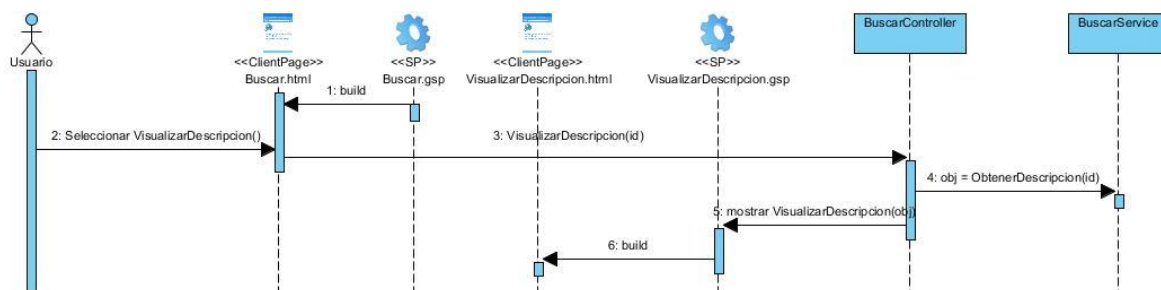 Usuario
<<ClientPage>>
Buscar.html
<<SP>>
Buscar.gsp
<<ClientPage>>
VisualizarDescripcion.html
<<SP>>
VisualizarDescripcion.gsp
BuscarController
BuscarService
1: build
2: Seleccionar VisualizarDescripcion()
3: VisualizarDescripcion(id)
4: obj = ObtenerDescripcion(id)
5: mostrar VisualizarDescripcion(obj)
6: build